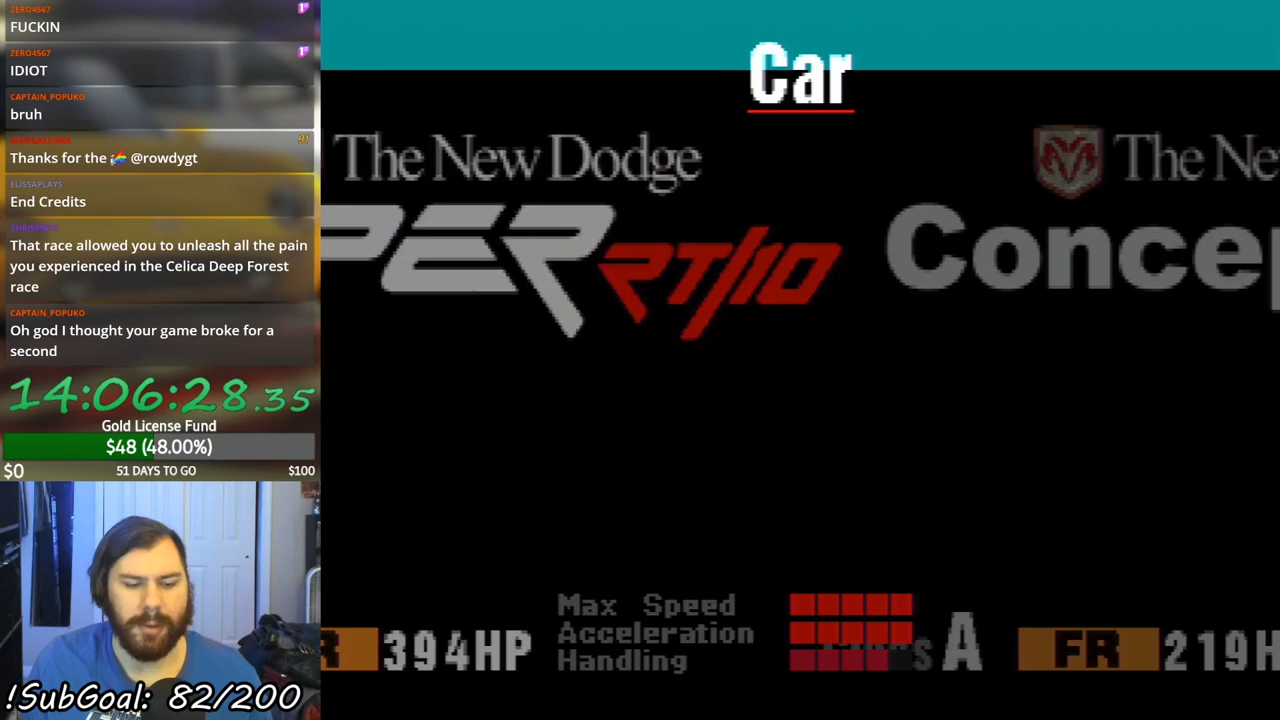 ZERO4567
FUCKIN
ZERO4567
IDIOT
CAPTAIN_POPUKO
bruh
91
Thanks for the @rowdygt
ELISSAPLAYS
End Credits
That race allowed you to unleash all the pain
you experienced in the Celica Deep Forest
race
CAPTAIN_POPUKO
Oh god I thought your game broke for a
second
14:06:28.35
Gold License Fund
$48 (48.00%)
$0 51 DAYS TO GO $100
!SubGoal: 82/200
Car
The New Dodge
PER RT/10
The Ne
Concep
Max Speed
Acceleration
Handling
R 394HP
A
FR 219H